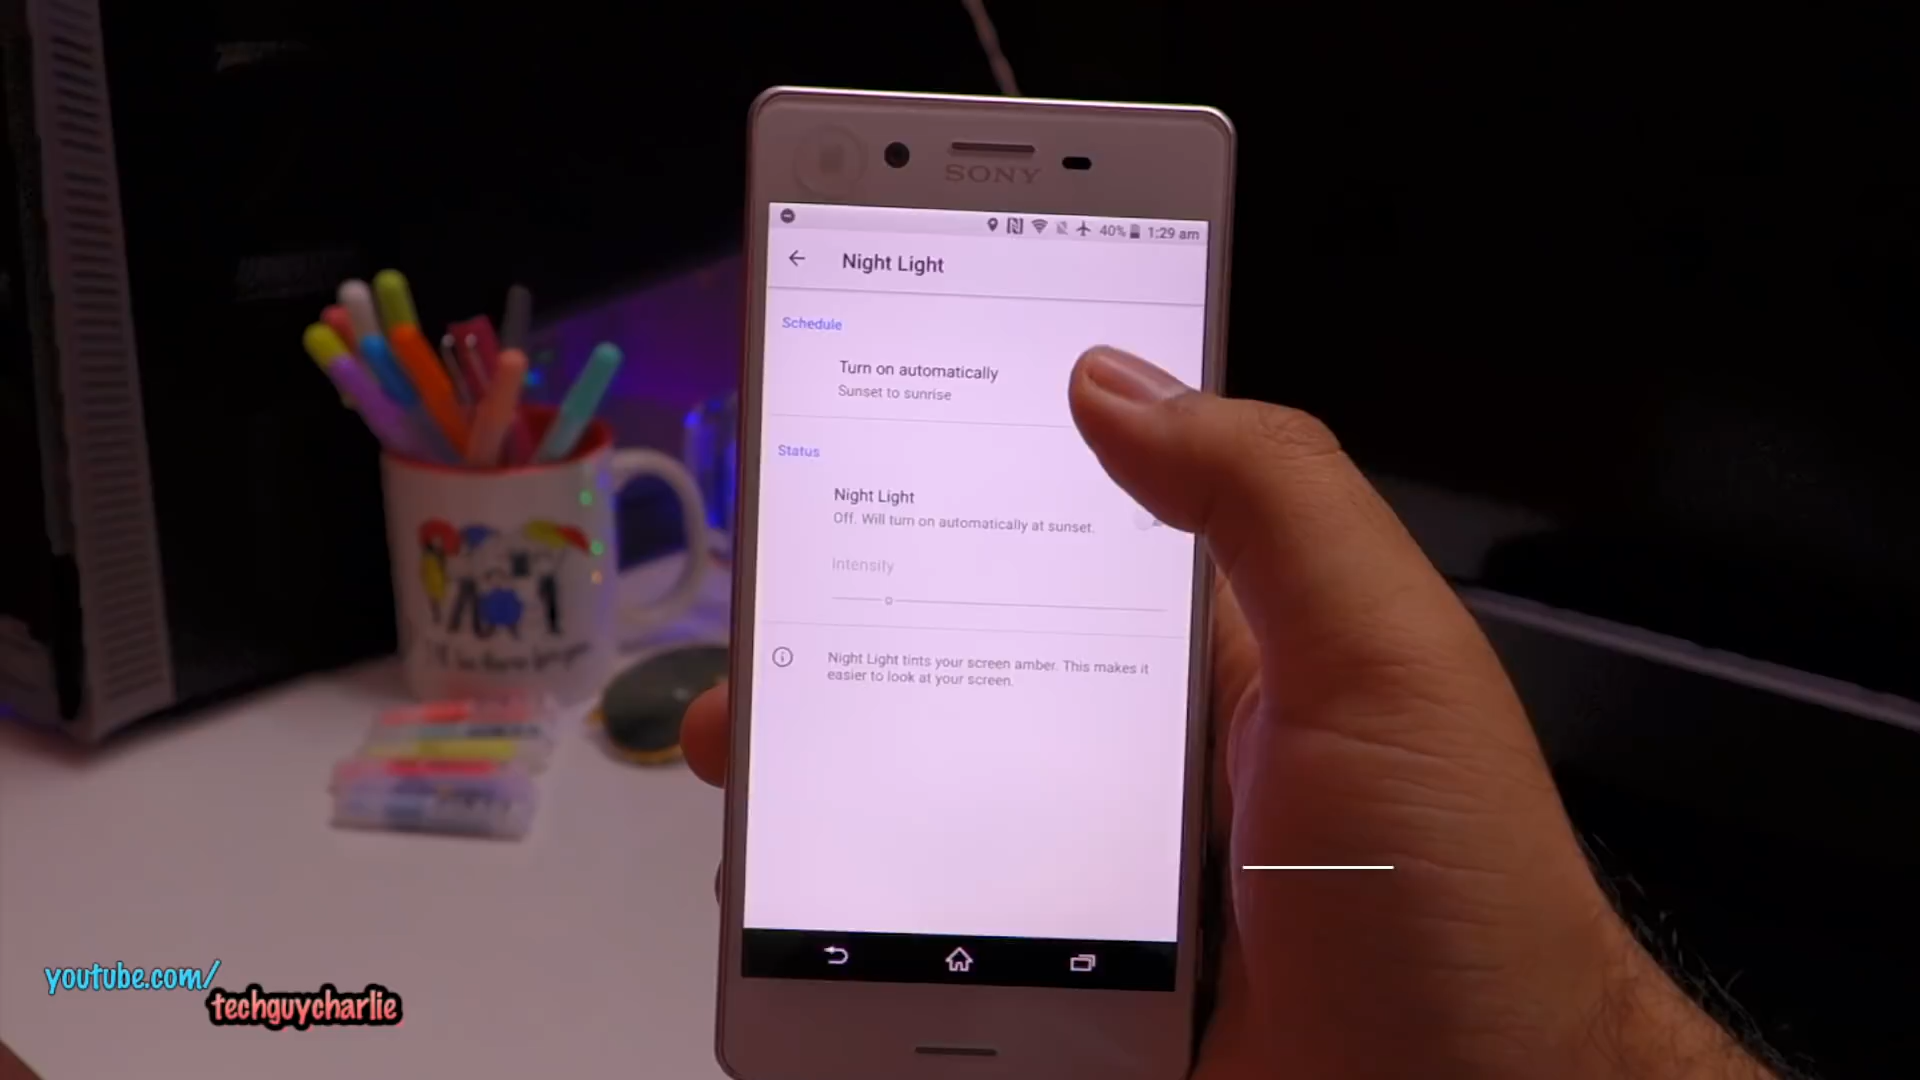 SONY
40% 1:29 am
Night Light
Schedule
Turn on automatically
Sunset to sunrise
Status
Night Light
Off. Will turn on automatically at sunset.
Intensity
Night Light tints your screen amber. This makes it
easier to look at your screen.
youtube.com/
techguycharlie